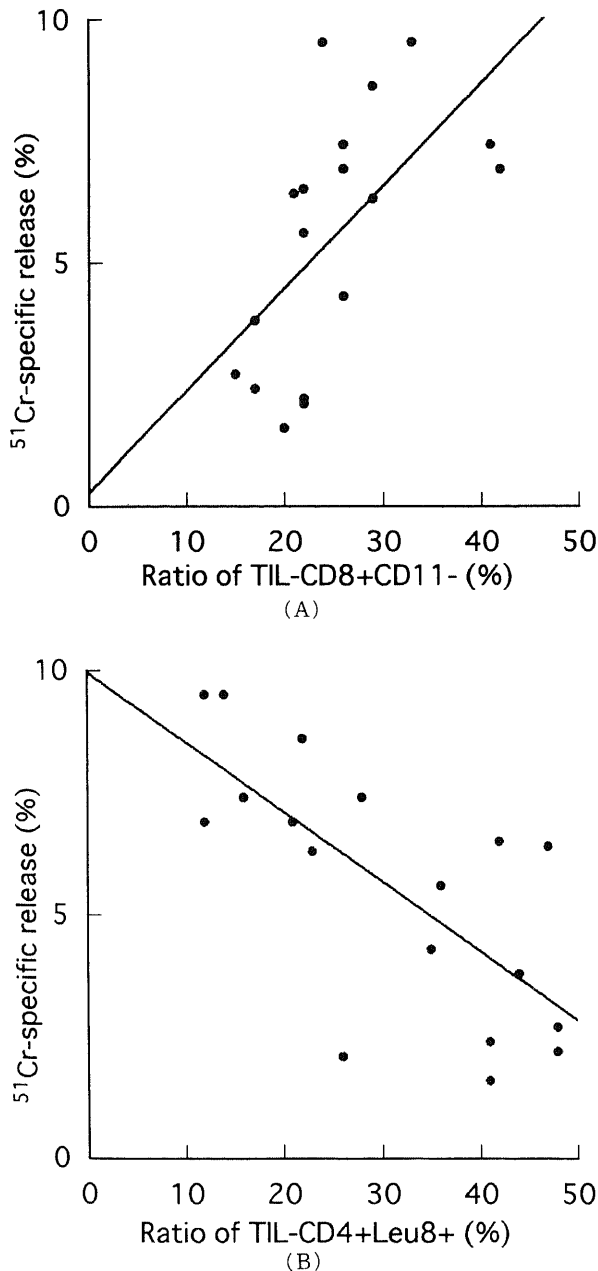 10
5
0
⁵¹Cr-specific release (%)
0 10 20 30 40 50
Ratio of TIL-CD8+CD11- (%)
(A)
10
5
0
⁵¹Cr-specific release (%)
0 10 20 30 40 50
Ratio of TIL-CD4+Leu8+ (%)
(B)